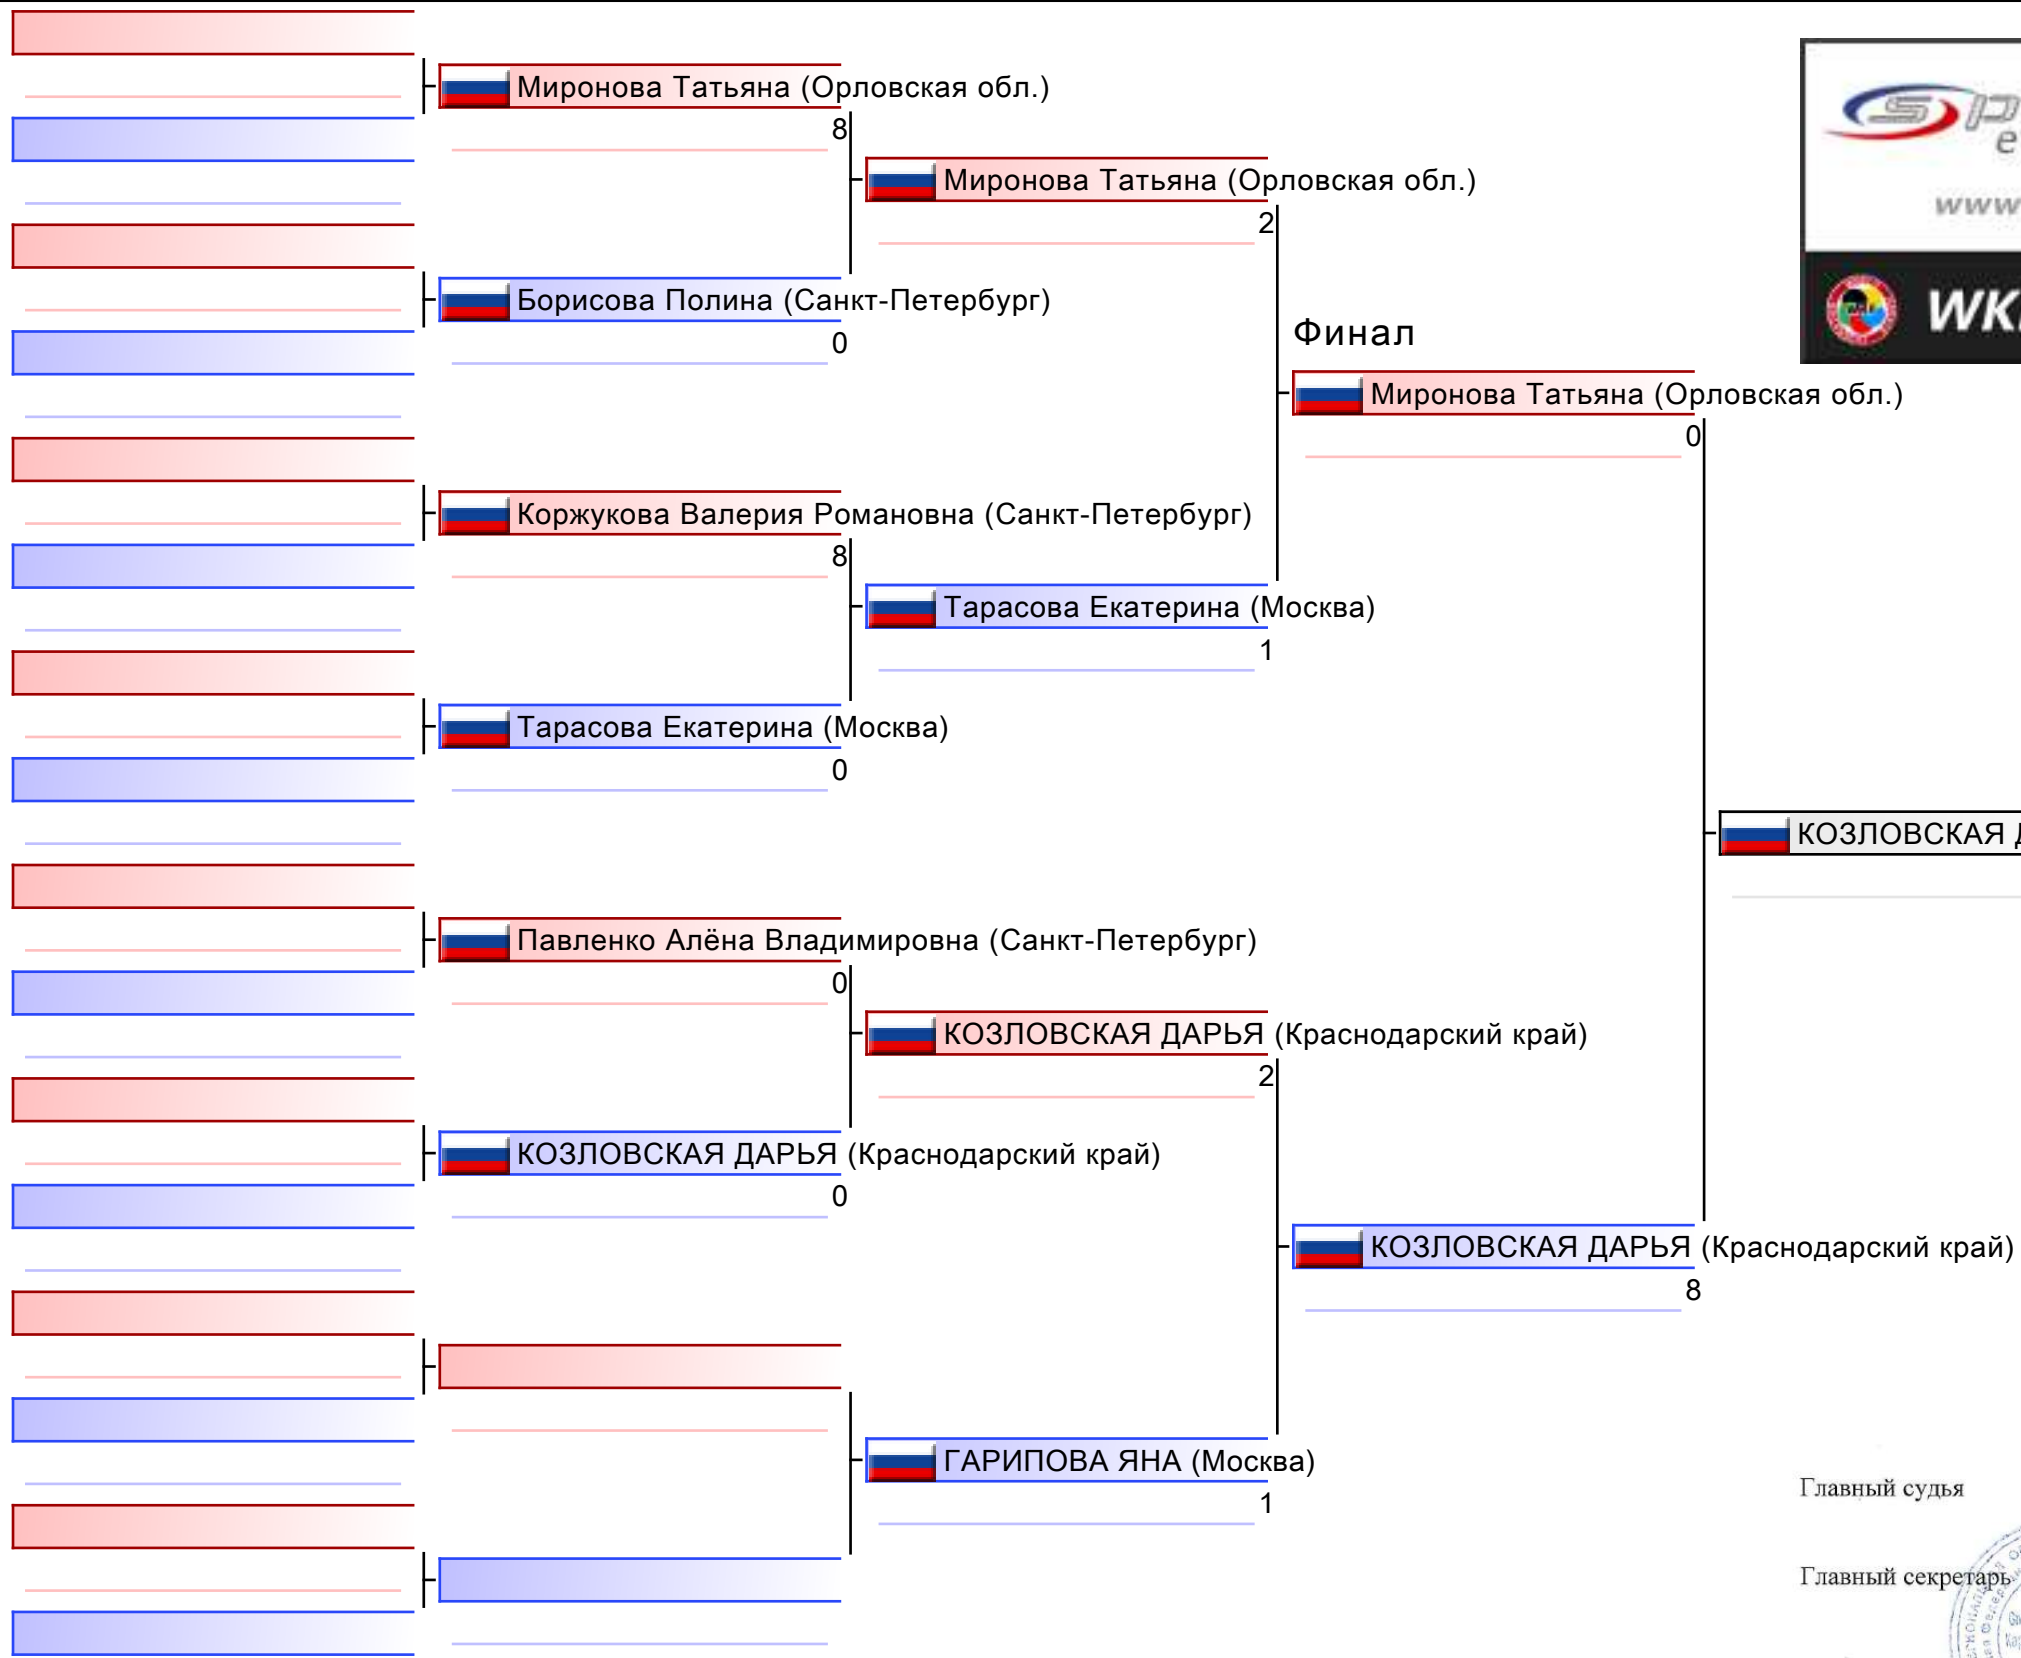 Миронова Татьяна (Орловская обл.)
8
Борисова Полина (Санкт-Петербург)
0
Коржукова Валерия Романовна (Санкт-Петербург)
8
Тарасова Екатерина (Москва)
0
Павленко Алёна Владимировна (Санкт-Петербург)
0
КОЗЛОВСКАЯ ДАРЬЯ (Краснодарский край)
0
Миронова Татьяна (Орловская обл.)
2
Тарасова Екатерина (Москва)
1
КОЗЛОВСКАЯ ДАРЬЯ (Краснодарский край)
2
ГАРИПОВА ЯНА (Москва)
1
Финал
Миронова Татьяна (Орловская обл.)
0
КОЗЛОВСКАЯ ДАРЬЯ (Краснодарский край)
8
КОЗЛОВСКАЯ
www
Главный судья
Главный секретарь